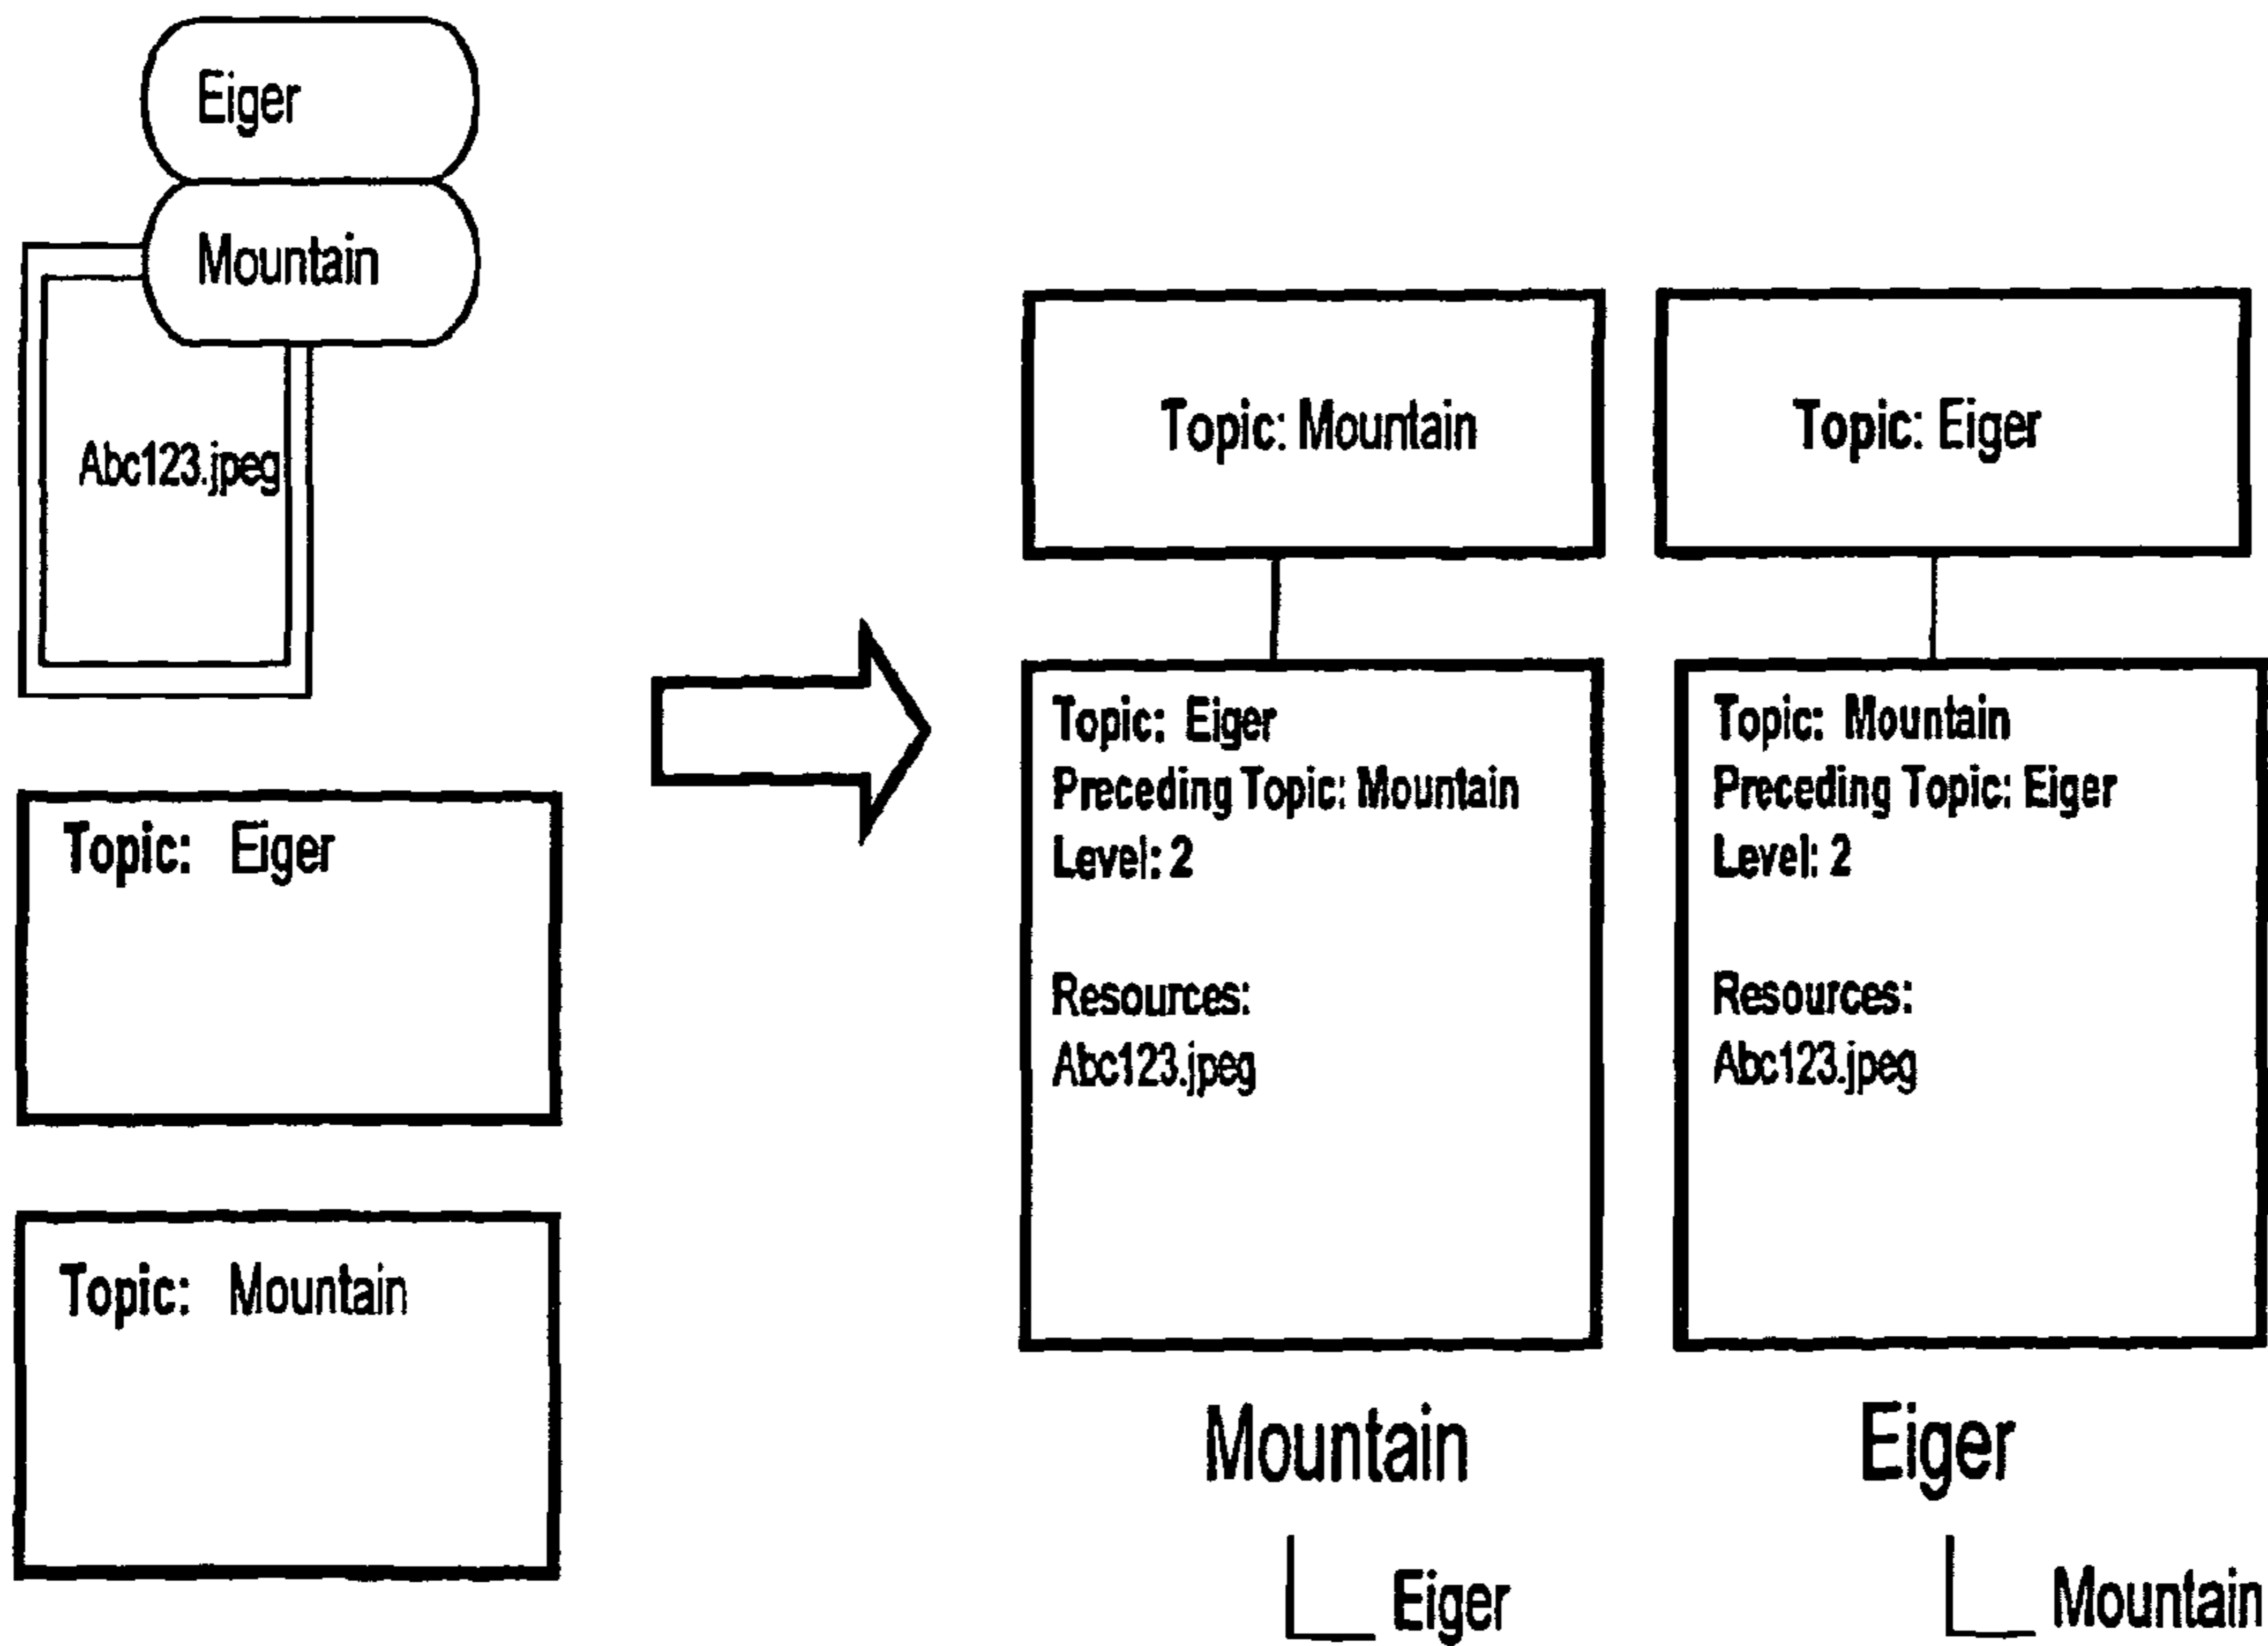 Eiger
Mountain
Abc123.jpeg
Topic: Eiger
Topic: Mountain
Topic: Mountain
Topic: Eiger
Preceding Topic: Mountain
Level: 2
Resources:
Abc123.jpeg
Mountain
Eiger
Topic: Eiger
Topic: Mountain
Preceding Topic: Eiger
Level: 2
Resources:
Abc123.jpeg
Eiger
Mountain